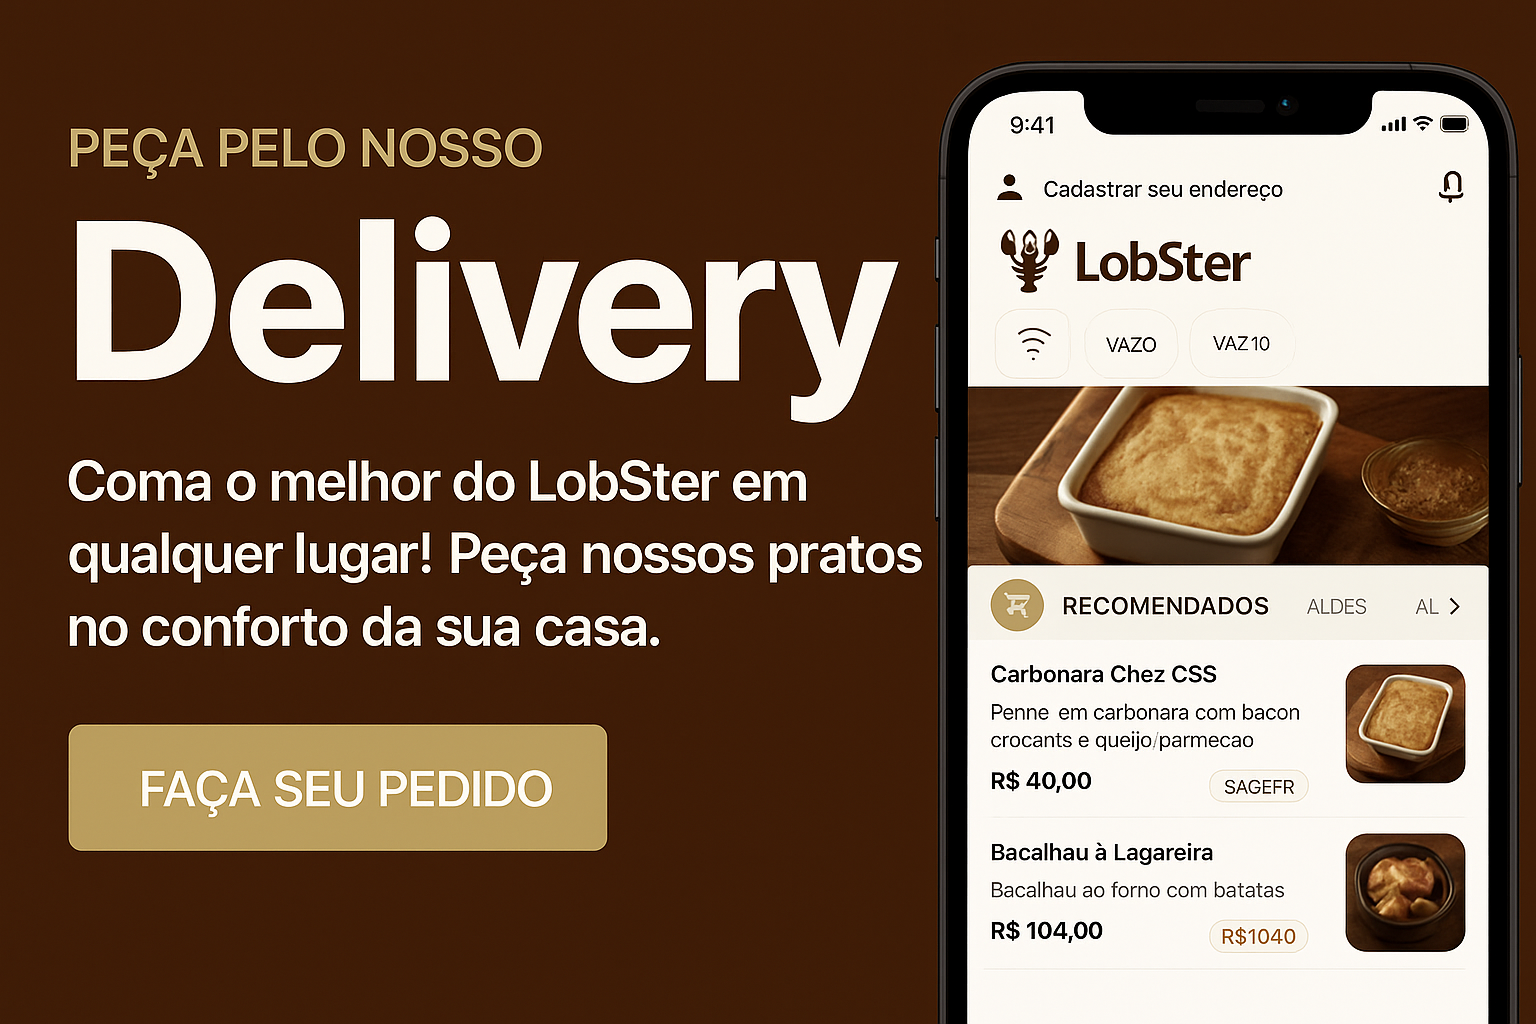 PEÇA PELO NOSSO
Delivery
Coma o melhor do LobSter em
qualquer lugar! Peça nossos pratos
no conforto da sua casa.
FAÇA SEU PEDIDO
9:41
Cadastrar seu endereço
LobSter
VAZO VAZ10
RECOMENDADOS ALDES AL
Carbonara Chez CSS
Penne em carbonara com bacon
crocants e queijo/parmecao
R$ 40,00 SAGEFR
Bacalhau à Lagareira
Bacalhau ao forno com batatas
R$ 104,00 R$1040